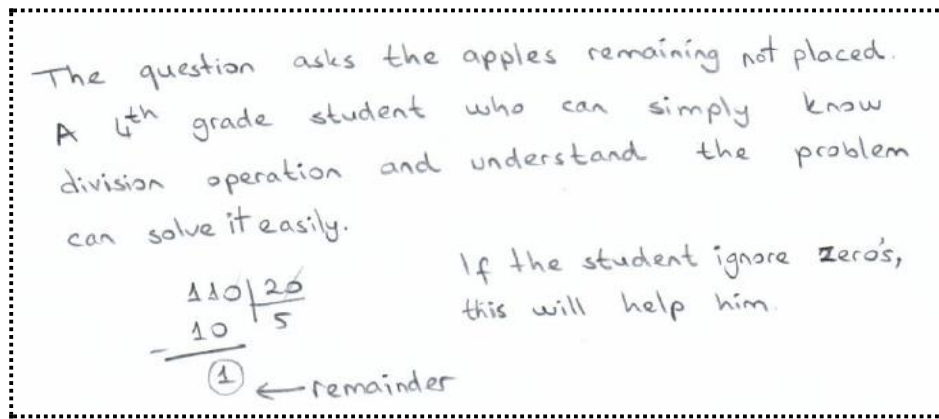 The question asks the apples remaining not placed.
A 4th grade student who can simply know
division operation and understand the problem
can solve it easily.
If the student ignore zero's,
this will help him.
110 | 20
- 10 5
1 ← remainder